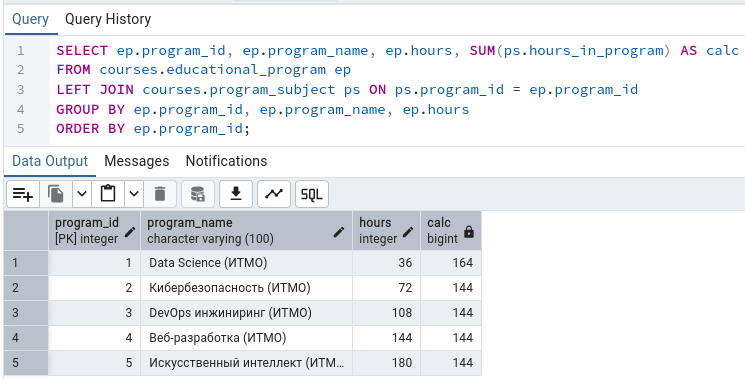 Query Query History
1 SELECT ep.program_id, ep.program_name, ep.hours, SUM(ps.hours_in_program) AS calc
2 FROM courses.educational_program ep
3 LEFT JOIN courses.program_subject ps ON ps.program_id = ep.program_id
4 GROUP BY ep.program_id, ep.program_name, ep.hours
5 ORDER BY ep.program_id;
Data Output Messages Notifications
SQL
program_id program_name hours calc
[PK] integer character varying (100) integer bigint
1 1 Data Science (ИТМО) 36 164
2 2 Кибербезопасность (ИТМО) 72 144
3 3 DevOps инжиниринг (ИТМО) 108 144
4 4 Веб-разработка (ИТМО) 144 144
5 5 Искусственный интеллект (ИТМ… 180 144